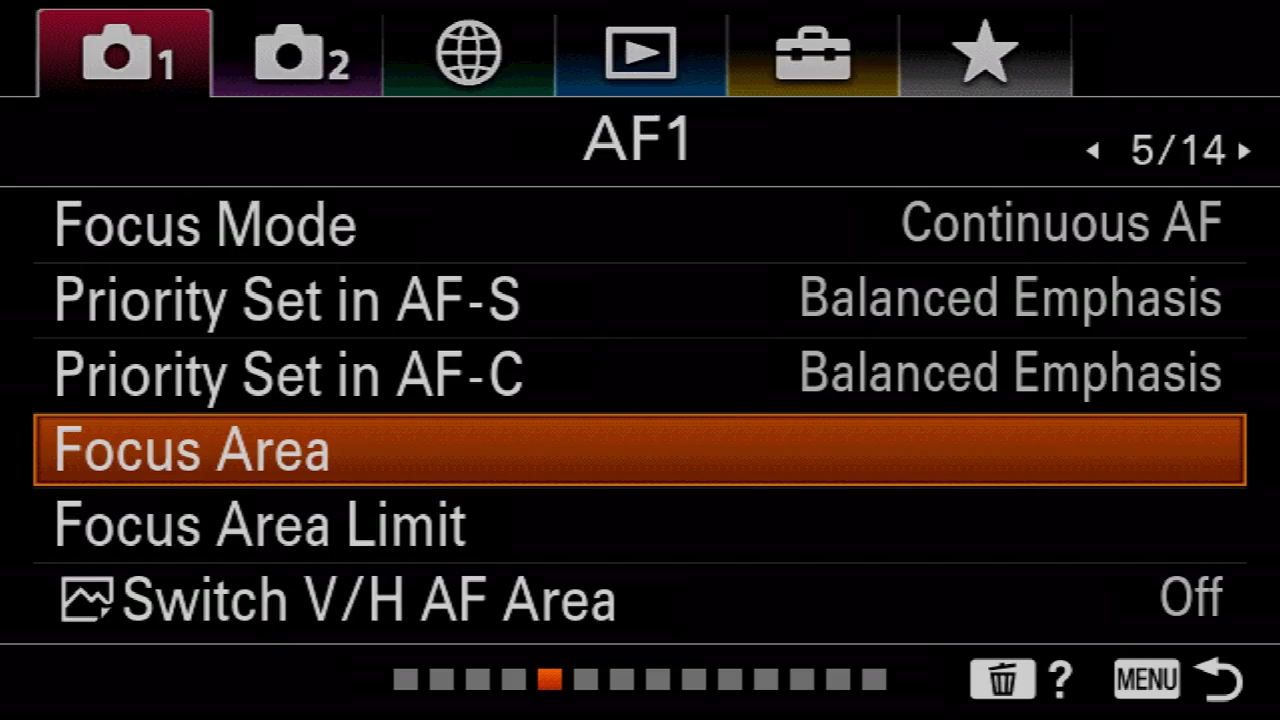 1
2
AF1
5/14
Focus Mode Continuous AF
Priority Set in AF-S Balanced Emphasis
Priority Set in AF-C Balanced Emphasis
Focus Area
Focus Area Limit
Switch V/H AF Area Off
? MENU